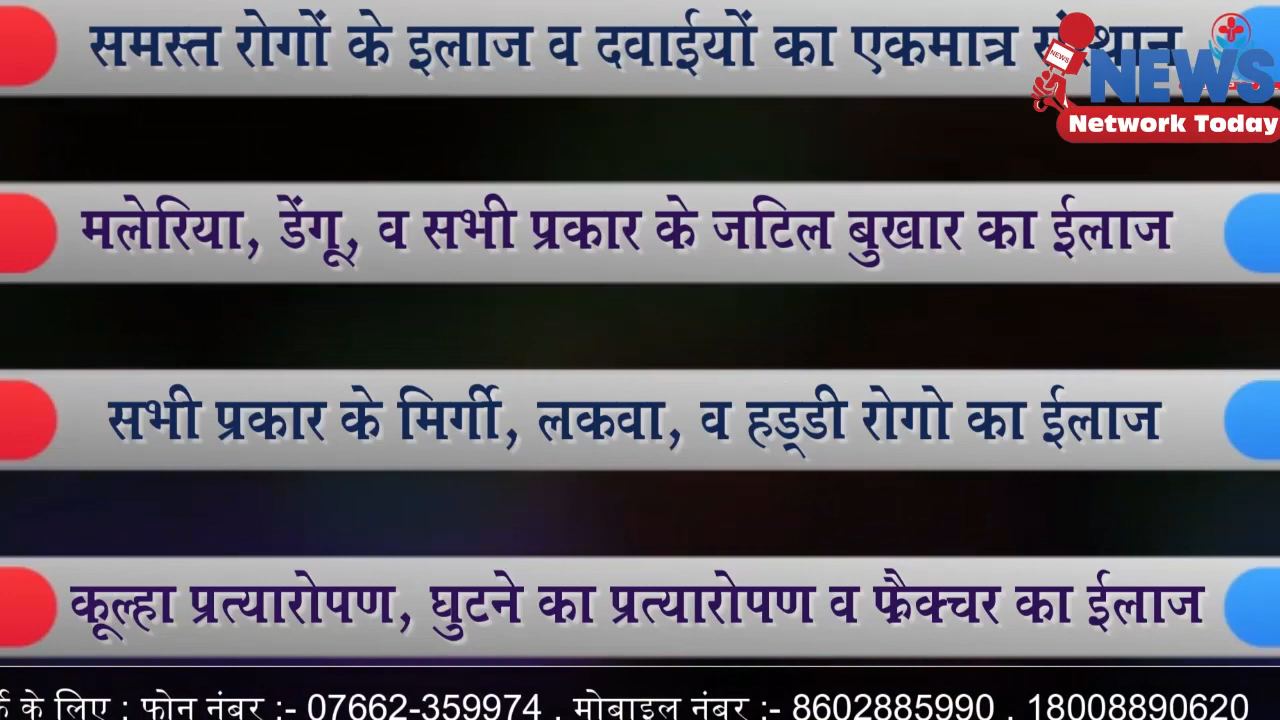 समस्त रोगों के इलाज व दवाईयों का एकमात्र
NEWS
NEWS
Network Today
मलेरिया, डेंगू, व सभी प्रकार के जटिल बुखार का ईलाज
सभी प्रकार के मिर्गी, लकवा, व हड्डी रोगो का ईलाज
कूल्हा प्रत्यारोपण, घुटने का प्रत्यारोपण व फ्रैक्चर का ईलाज
के लिए : फोन नंबर :- 07662-359974 , मोबाइल नंबर :- 8602885990 , 18008890620